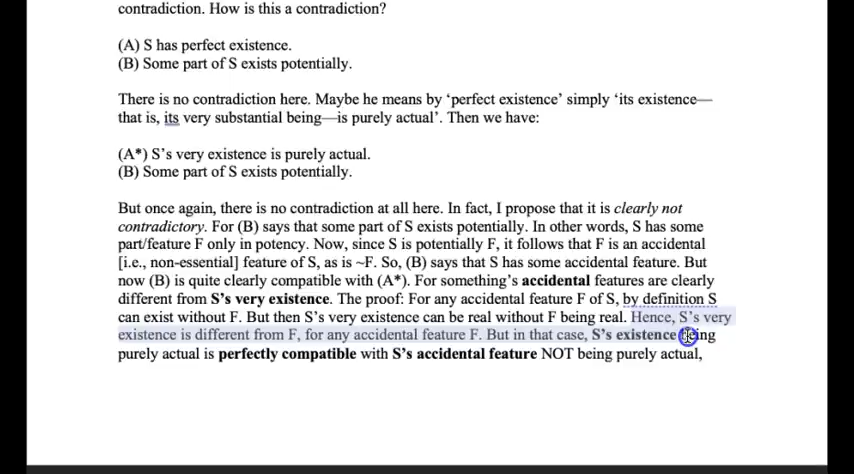 contradiction. How is this a contradiction?
(A) S has perfect existence.
(B) Some part of S exists potentially.
There is no contradiction here. Maybe he means by ‘perfect existence’ simply ‘its existence—
that is, its very substantial being—is purely actual’. Then we have:
(A*) S’s very existence is purely actual.
(B) Some part of S exists potentially.
But once again, there is no contradiction at all here. In fact, I propose that it is clearly not
contradictory. For (B) says that some part of S exists potentially. In other words, S has some
part/feature F only in potency. Now, since S is potentially F, it follows that F is an accidental
[i.e., non-essential] feature of S, as is ~F. So, (B) says that S has some accidental feature. But
now (B) is quite clearly compatible with (A*). For something’s accidental features are clearly
different from S’s very existence. The proof: For any accidental feature F of S, by definition S
can exist without F. But then S’s very existence can be real without F being real. Hence, S’s very
existence is different from F, for any accidental feature F. But in that case, S’s existence being
purely actual is perfectly compatible with S’s accidental feature NOT being purely actual,